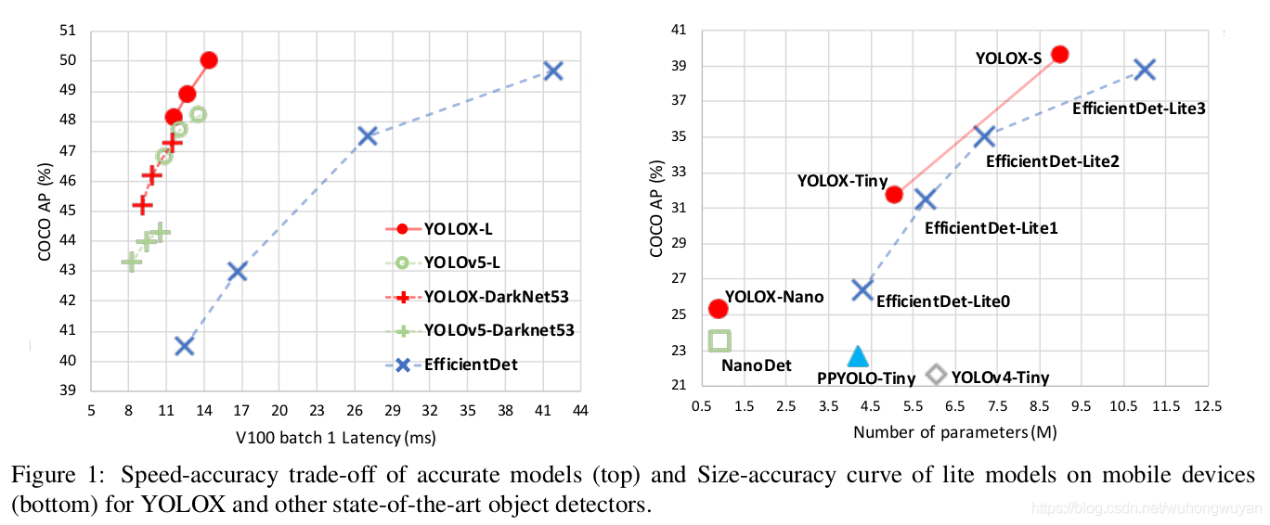 51
50
49
48
47
46
45
44
43
42
41
40
39
COCO AP (%)
YOLOX-L
YOLOv5-L
YOLOX-DarkNet53
YOLOv5-Darknet53
EfficientDet
5 8 11 14 17 20 23 26 29 32 35 38 41 44
V100 batch 1 Latency (ms)
41
39
37
35
33
31
29
27
25
23
21
COCO AP (%)
YOLOX-S
EfficientDet-Lite3
EfficientDet-Lite2
YOLOX-Tiny
EfficientDet-Lite1
YOLOX-Nano
EfficientDet-Lite0
NanoDet
PPYOLO-Tiny
YOLOv4-Tiny
0.5 1.5 2.5 3.5 4.5 5.5 6.5 7.5 8.5 9.5 10.5 11.5 12.5
Number of parameters (M)
Figure 1: Speed-accuracy trade-off of accurate models (top) and Size-accuracy curve of lite models on mobile devices
(bottom) for YOLOX and other state-of-the-art object detectors.
https://blog.csdn.net/wuhongwuyan